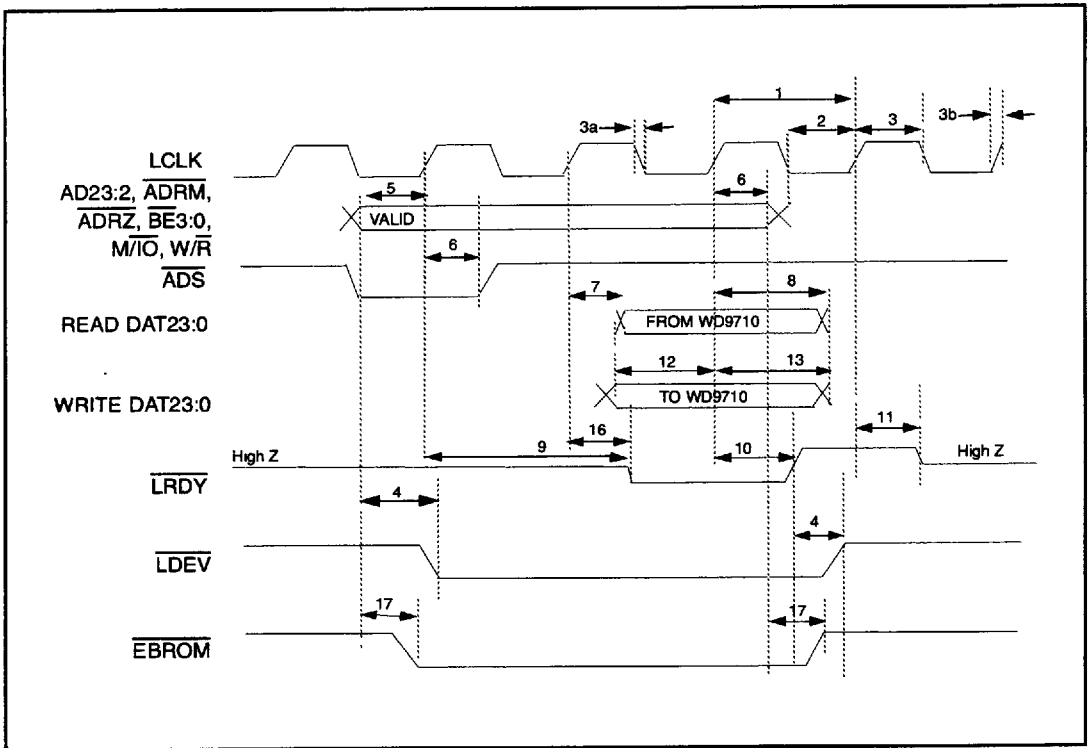 1
3a
2
3
3b
LCLK
AD23:2, ADRM,
ADRZ, BE3:0,
M/IO, W/R
5
6
VALID
6
ADS
7
8
READ DAT23:0
FROM WD9710
12
13
WRITE DAT23:0
TO WD9710
16
11
High Z
9
10
High Z
LRDY
4
4
LDEV
17
17
EBROM